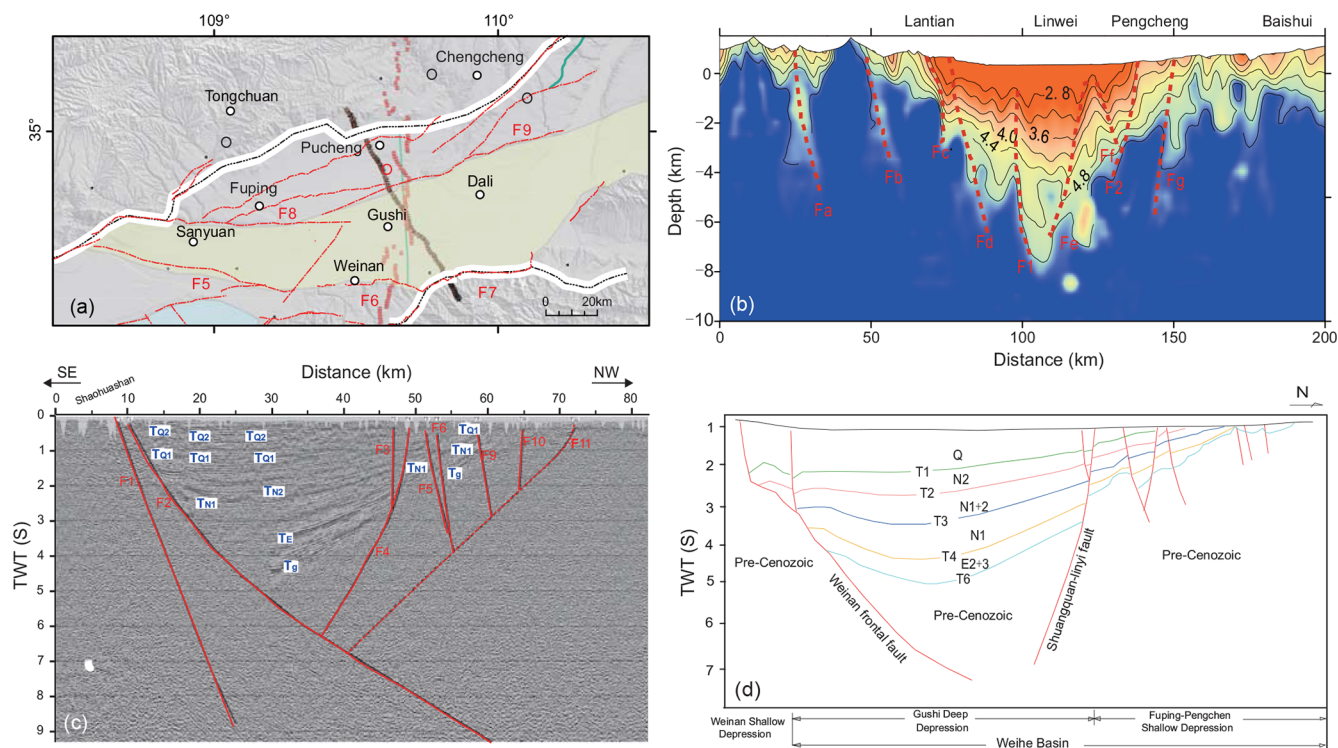 109°
110°
35°
Chengcheng
Tongchuan
Pucheng
F9
Fuping
F8
Dali
Gushi
Sanyuan
Weinan
F5
F6
F7
0 20km
(a)
Lantian Linwei Pengcheng Baishui
Depth (km)
0
−2
−4
−6
−8
−10
2.8
3.6
4.0
4.4
4.8
Fa
Fb
Fc
Fd
F1
Fe
Ff
F2
Fg
(b)
0 50 100 150 200
Distance (km)
SE
Distance (km)
NW
Shaohuashan
0 10 20 30 40 50 60 70 80
TWT (S)
0
1
2
3
4
5
6
7
8
9
TQ2 TQ2 TQ2 TQ1
TQ1 TQ1 TQ1 TN1
TN1 Tg
TN2
TN1
TE
Tg
F1
F2
F3
F4
F5
F6
F9
F10
F11
(c)
N
TWT (S)
1
2
3
4
5
6
7
Q
T1
N2
T2
N1+2
T3
N1
T4
E2+3
T6
Pre-Cenozoic
Pre-Cenozoic
Pre-Cenozoic
Weinan frontal fault
Shuangquan-linyi fault
(d)
Weinan Shallow
Depression
Gushi Deep
Depression
Fuping-Pengchen
Shallow Depression
Weihe Basin